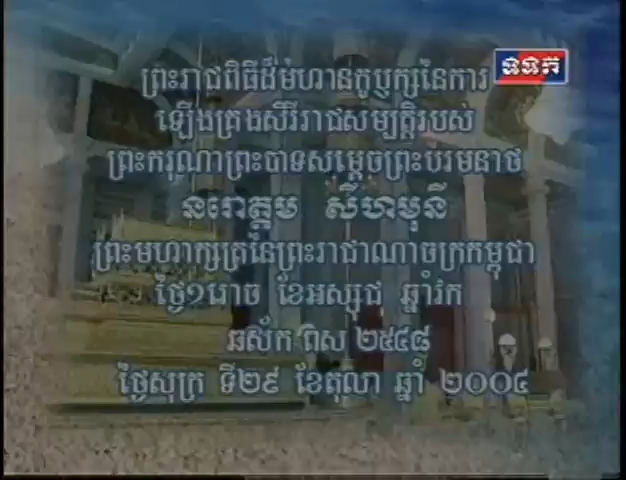 ព្រះរាជពិធីដ៏មហានក្ខឫក្សនៃការ
ទទក
ឡើងគ្រងសិរីរាជសម្បត្តិរបស់
ព្រះករុណាព្រះបាទសម្តេចព្រះបរមនាថ
នរោត្តម សីហមុនី
ព្រះមហាក្សត្រនៃព្រះរាជាណាចក្រកម្ពុជា
ថ្ងៃ១រោច ខែអស្សុជ ឆ្នាំវក
ឆស័ក ពស ២៥៤៨
ថ្ងៃសុក្រ ទី២៩ ខែតុលា ឆ្នាំ ២០០៤